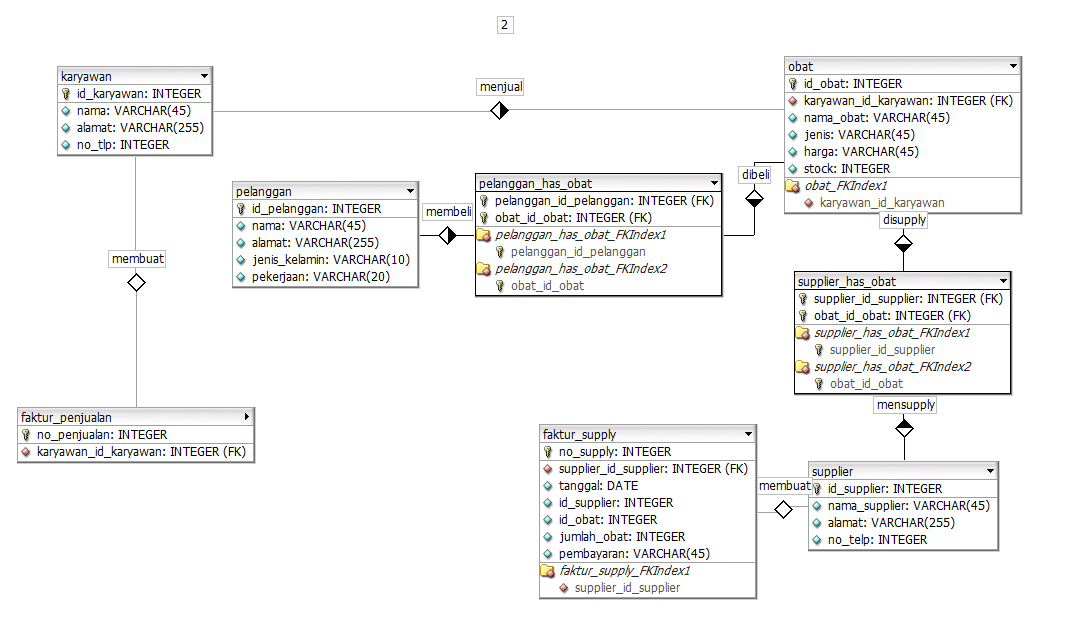 2
karyawan
id_karyawan: INTEGER
nama: VARCHAR(45)
alamat: VARCHAR(255)
no_tlp: INTEGER
menjual
obat
id_obat: INTEGER
karyawan_id_karyawan: INTEGER (FK)
nama_obat: VARCHAR(45)
jenis: VARCHAR(45)
harga: VARCHAR(45)
stock: INTEGER
obat_FKIndex1
karyawan_id_karyawan
pelanggan
id_pelanggan: INTEGER
nama: VARCHAR(45)
alamat: VARCHAR(255)
jenis_kelamin: VARCHAR(10)
pekerjaan: VARCHAR(20)
membeli
pelanggan_has_obat
pelanggan_id_pelanggan: INTEGER (FK)
obat_id_obat: INTEGER (FK)
pelanggan_has_obat_FKIndex1
pelanggan_id_pelanggan
pelanggan_has_obat_FKIndex2
obat_id_obat
dibeli
disupply
membuat
supplier_has_obat
supplier_id_supplier: INTEGER (FK)
obat_id_obat: INTEGER (FK)
supplier_has_obat_FKIndex1
supplier_id_supplier
supplier_has_obat_FKIndex2
obat_id_obat
mensupply
faktur_penjualan
no_penjualan: INTEGER
karyawan_id_karyawan: INTEGER (FK)
faktur_supply
no_supply: INTEGER
supplier_id_supplier: INTEGER (FK)
tanggal: DATE
id_supplier: INTEGER
id_obat: INTEGER
jumlah_obat: INTEGER
pembayaran: VARCHAR(45)
faktur_supply_FKIndex1
supplier_id_supplier
membuat
supplier
id_supplier: INTEGER
nama_supplier: VARCHAR(45)
alamat: VARCHAR(255)
no_telp: INTEGER